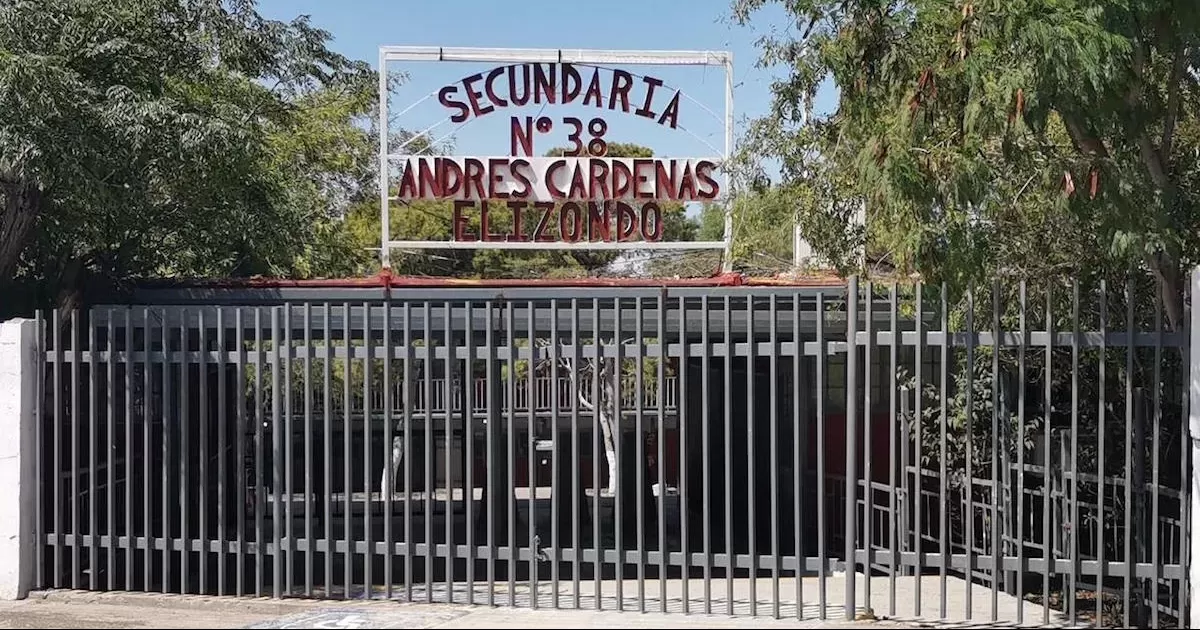 SECUNDARIA
N° 38
ANDRES CARDENAS
ELIZONDO